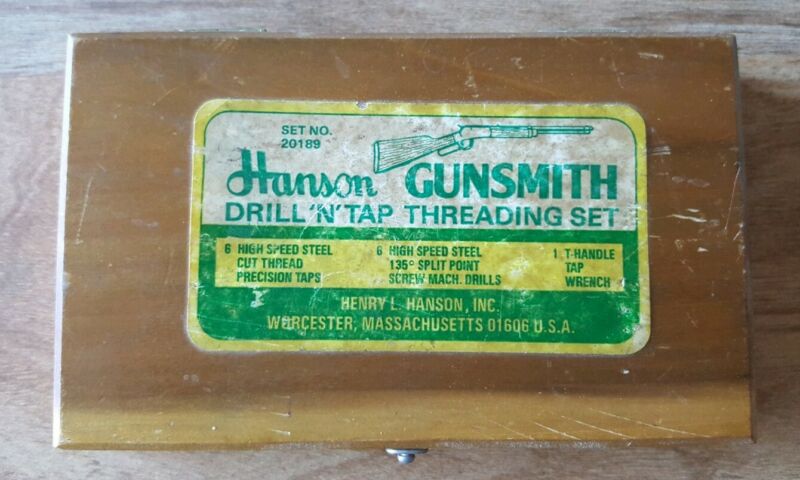 SET NO.
20189
Hanson GUNSMITH
DRILL 'N' TAP THREADING SET
6 HIGH SPEED STEEL
CUT THREAD
PRECISION TAPS
6 HIGH SPEED STEEL
135° SPLIT POINT
SCREW MACH. DRILLS
1 T-HANDLE
TAP
WRENCH
HENRY L. HANSON, INC.
WORCESTER, MASSACHUSETTS 01606 U.S.A.